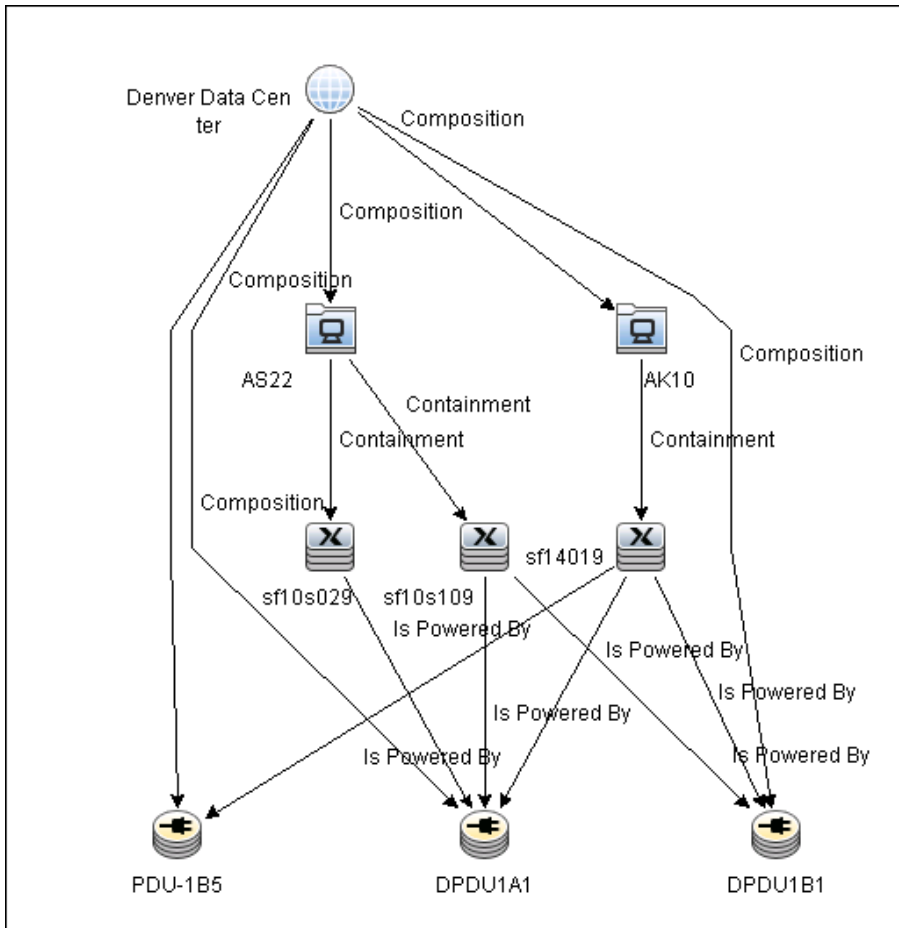 Denver Data Cen
ter
Composition
Composition
Composition
Composition
AS22
AK10
Containment
Containment
Containment
Composition
sf14019
sf10s029
sf10s109
Is Powered By
Is Powered By
Is Powered By
Is Powered By
Is Powered By
Is Powered By
PDU-1B5
DPDU1A1
DPDU1B1